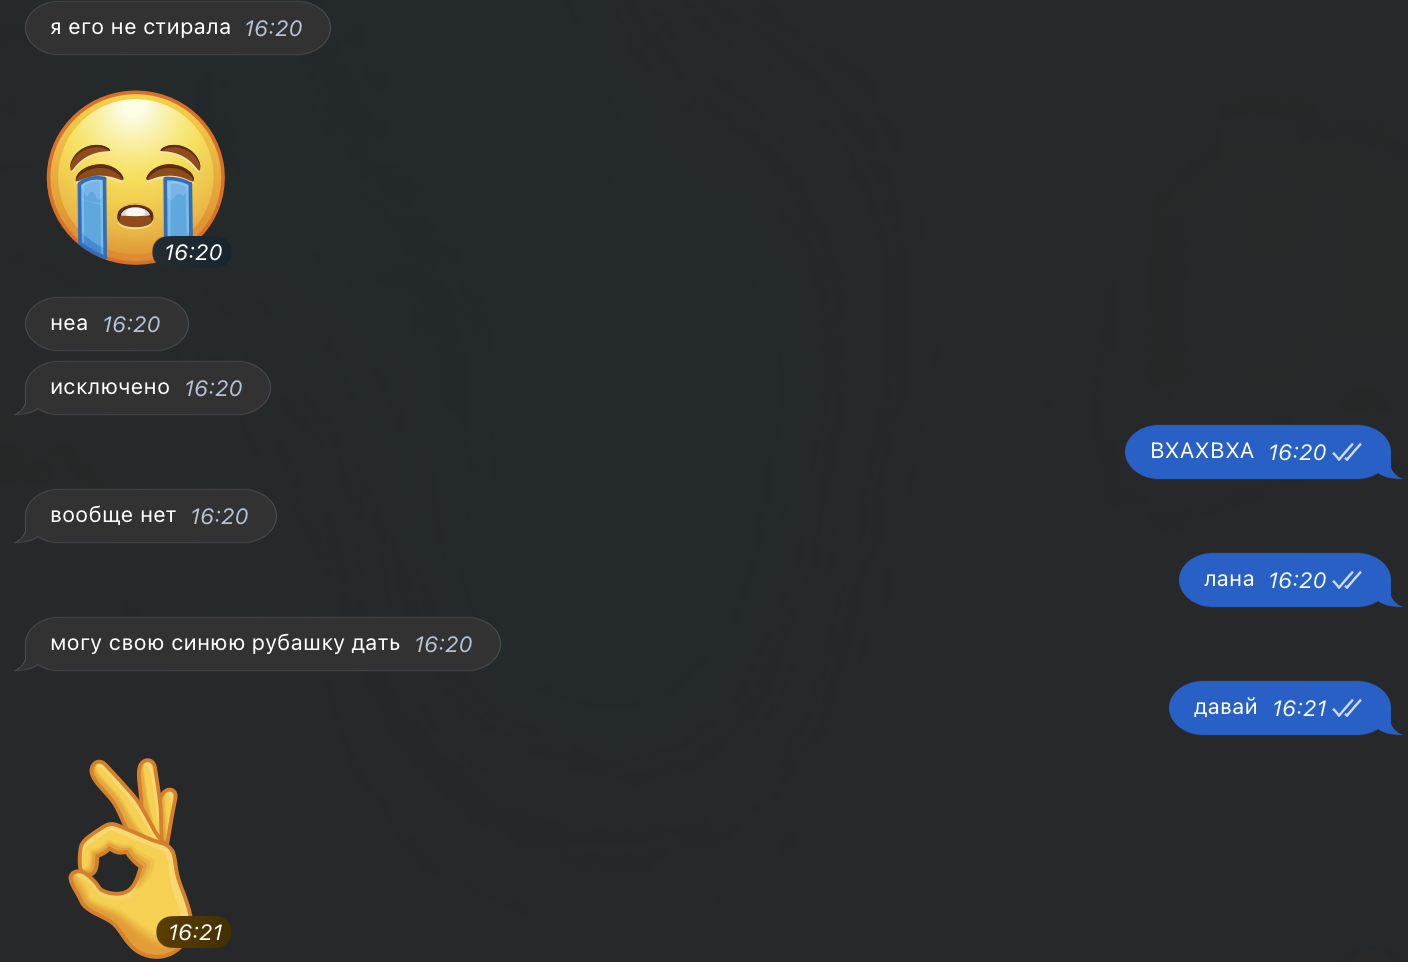 я его не стирала 16:20
16:20
неа 16:20
исключено 16:20
ВХАХВХА 16:20
вообще нет 16:20
лана 16:20
могу свою синюю рубашку дать 16:20
давай 16:21
16:21